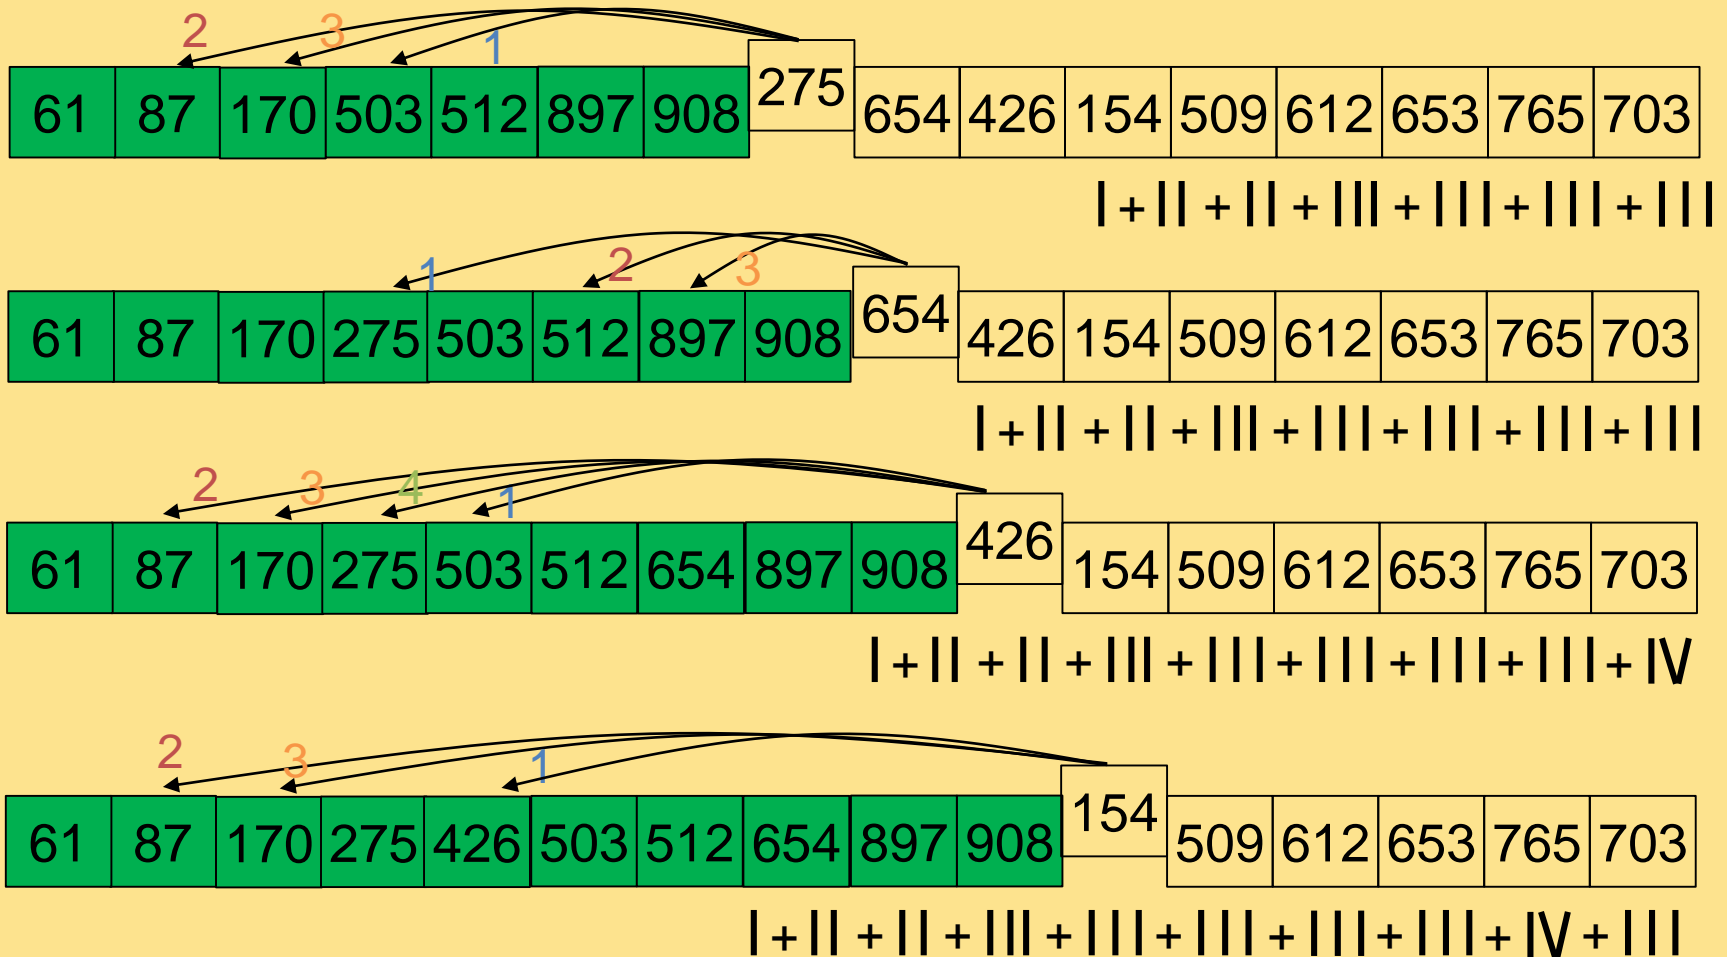 2 3 1
61 87 170 503 512 897 908 275 654 426 154 509 612 653 765 703
I + II + II + III + III + III + III
1 2 3
61 87 170 275 503 512 897 908 654 426 154 509 612 653 765 703
I + II + II + III + III + III + III + III
2 3 4 1
61 87 170 275 503 512 654 897 908 426 154 509 612 653 765 703
I + II + II + III + III + III + III + III + IV
2 3 1
61 87 170 275 426 503 512 654 897 908 154 509 612 653 765 703
I + II + II + III + III + III + III + III + IV + III